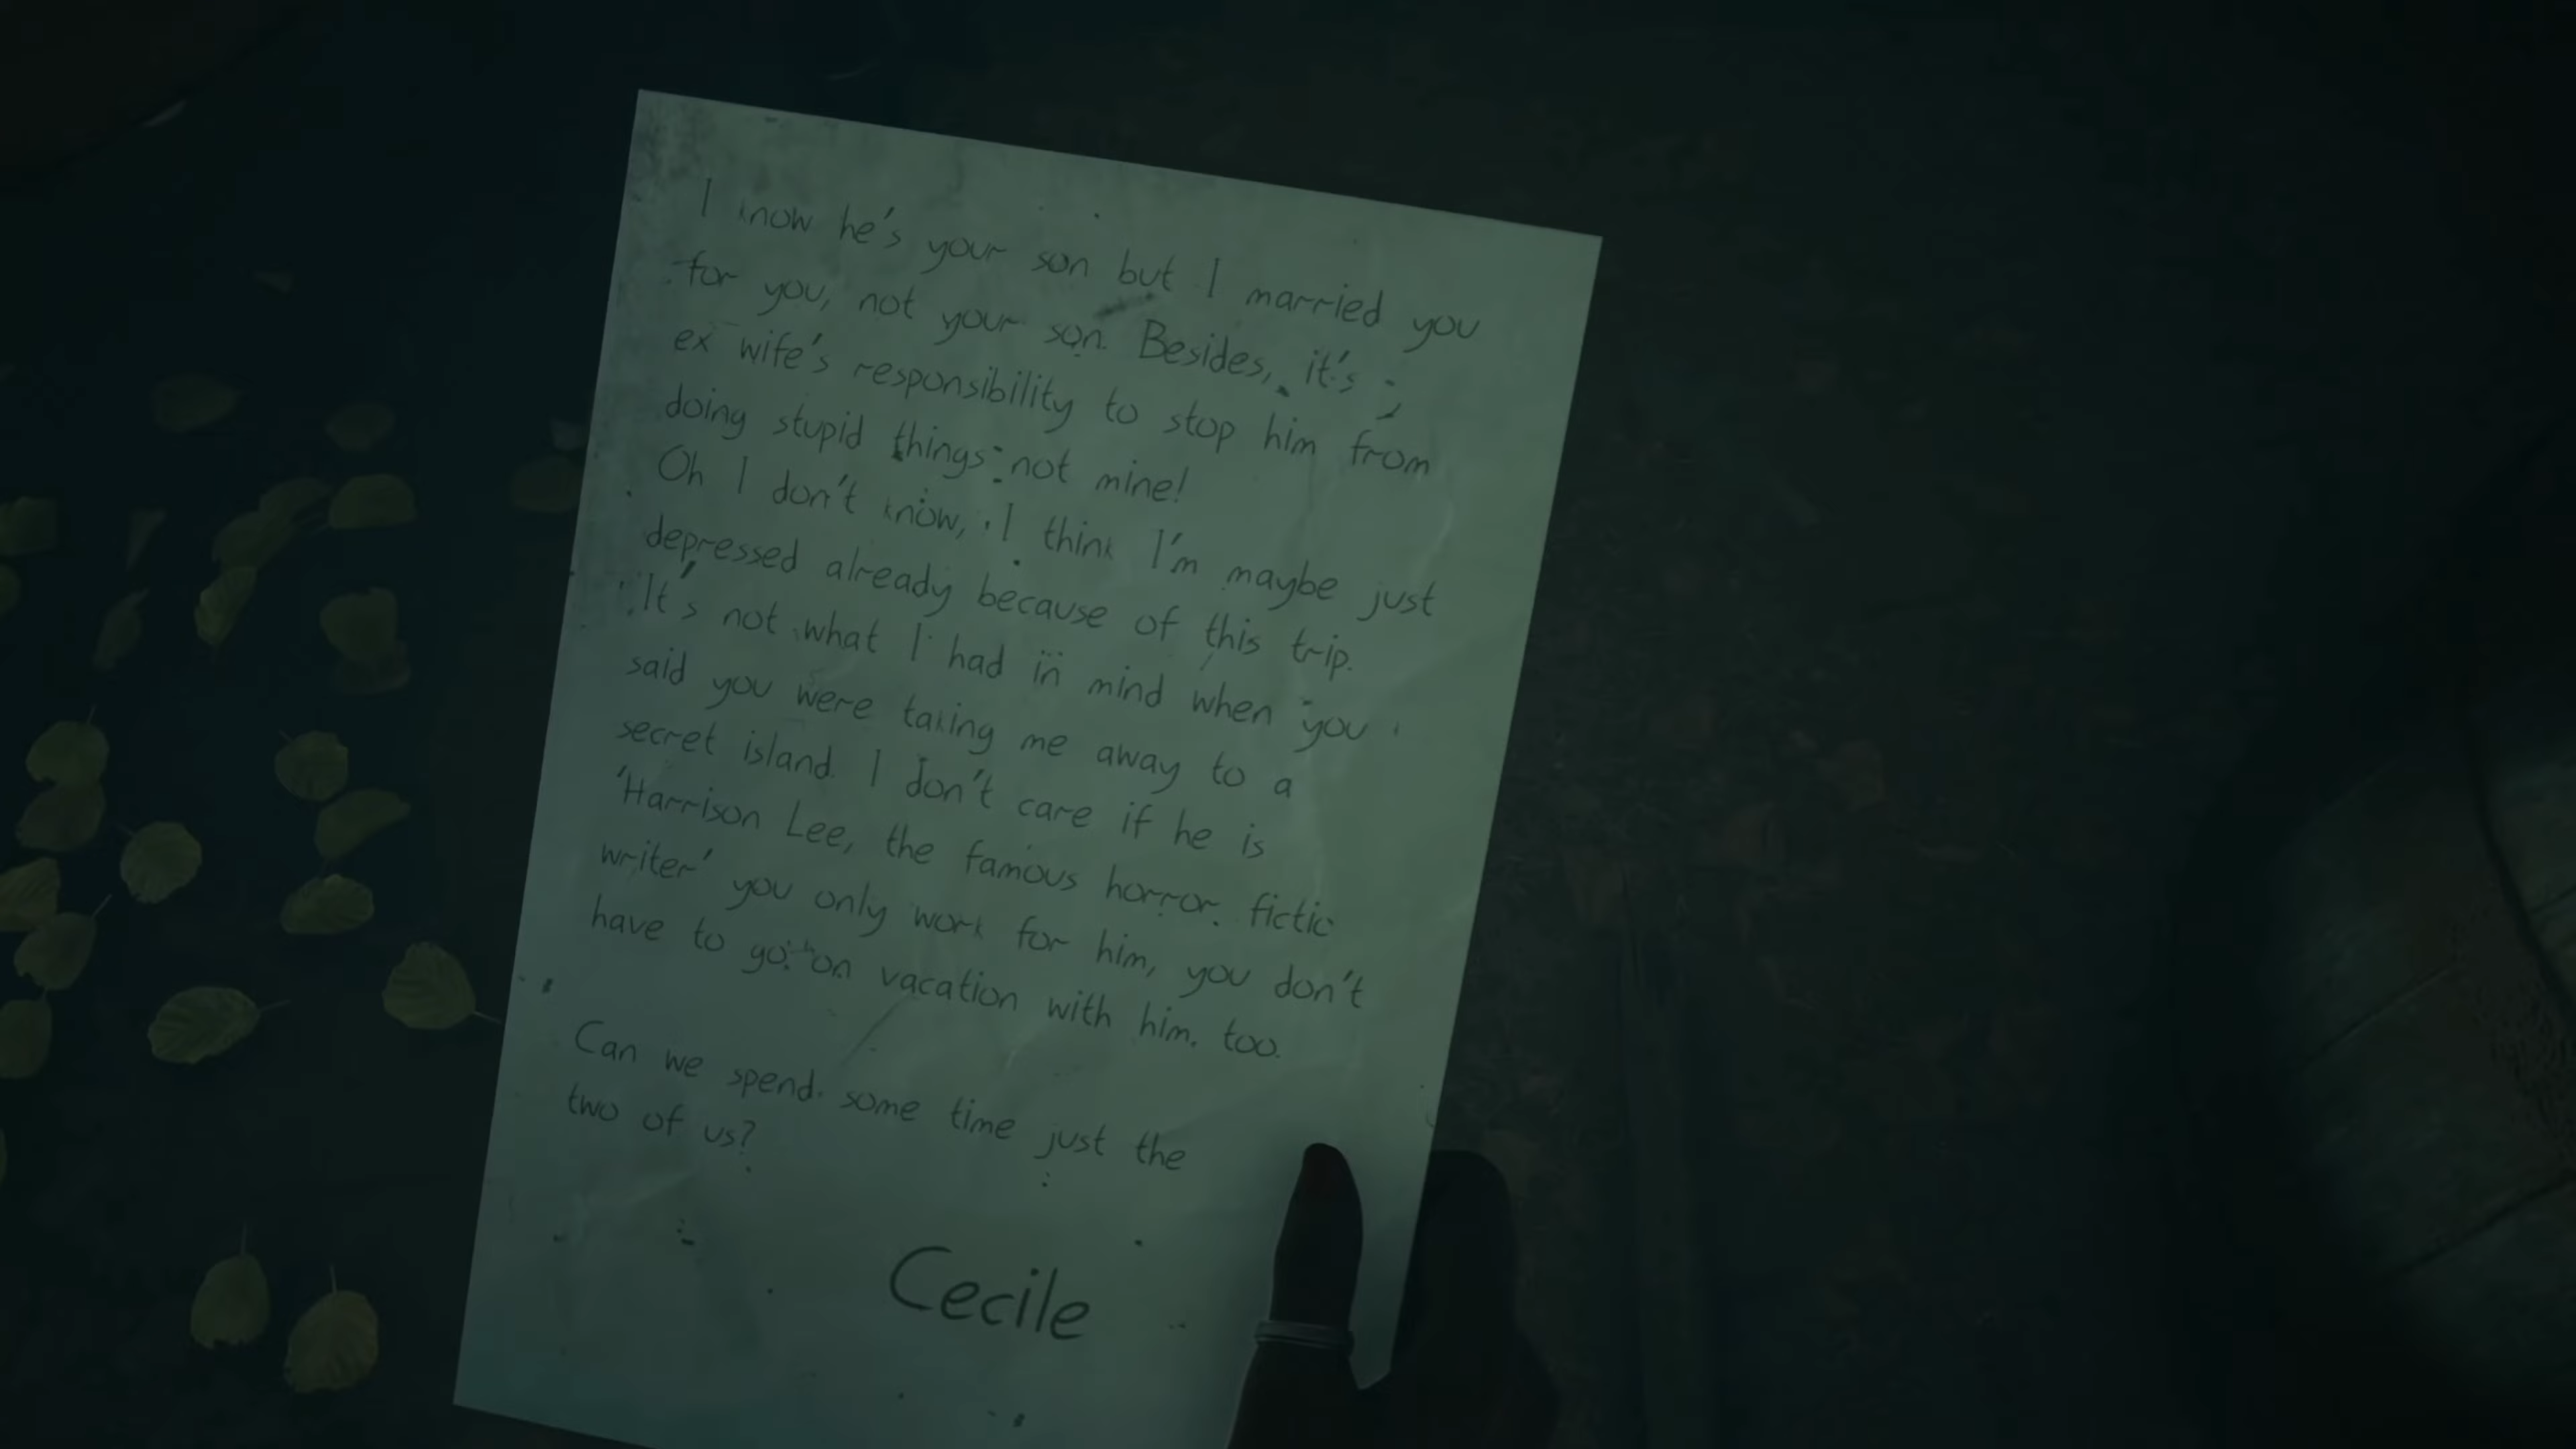 I know he's your son but I married you
for you, not your son. Besides, it's
ex wife's responsibility to stop him from
doing stupid things not mine!
Oh I don't know, I think I'm maybe just
depressed already because of this trip.
It's not what I had in mind when you
said you were taking me away to a
secret island. I don't care if he is
'Harrison Lee, the famous horror fictic
writer' you only work for him, you don't
have to go on vacation with him. too.
Can we spend some time just the
two of us?
Cecile